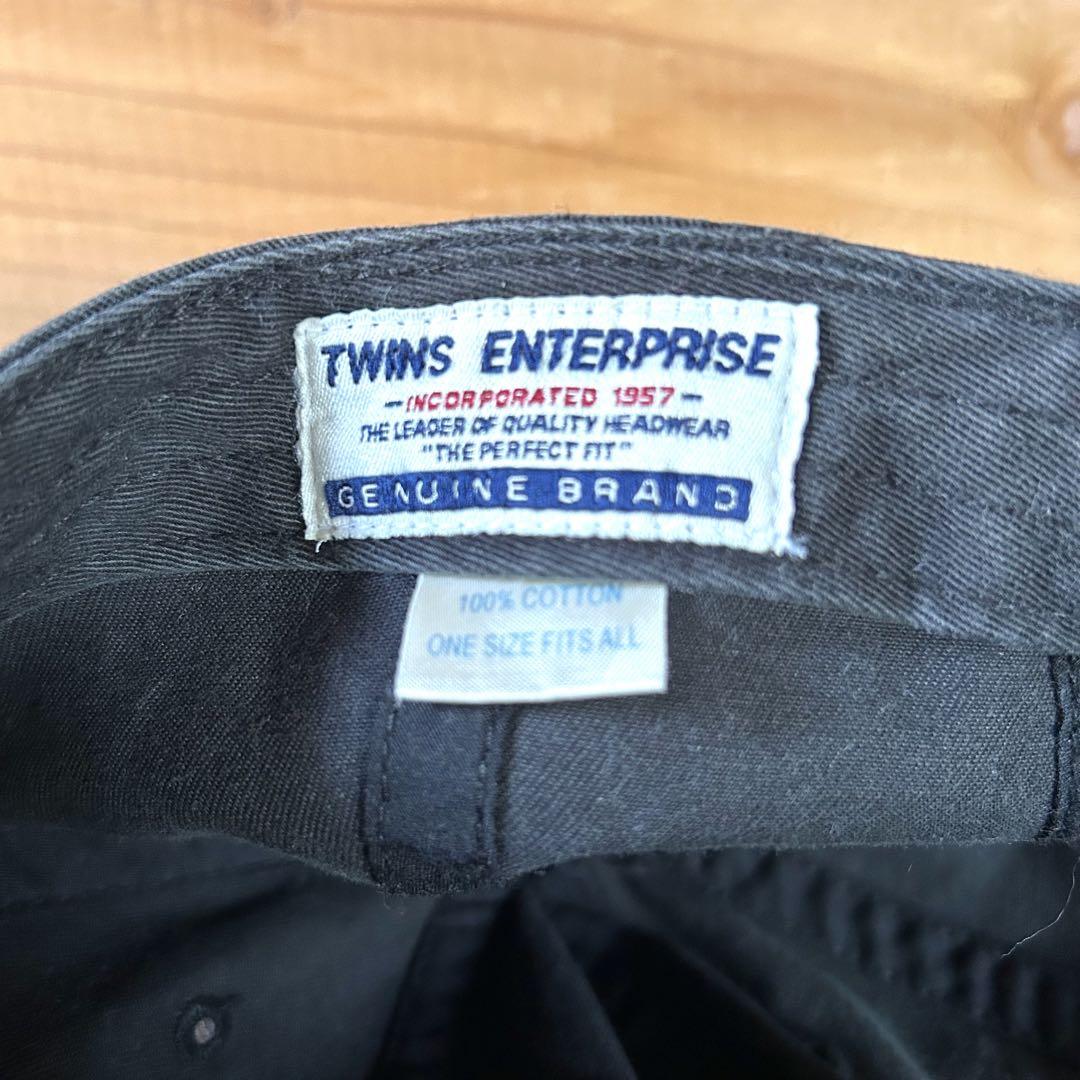 TWINS ENTERPRISE
-INCORPORATED 1957-
THE LEADER OF QUALITY HEADWEAR
"THE PERFECT FIT"
GENUINE BRAND
100% COTTON
ONE SIZE FITS ALL